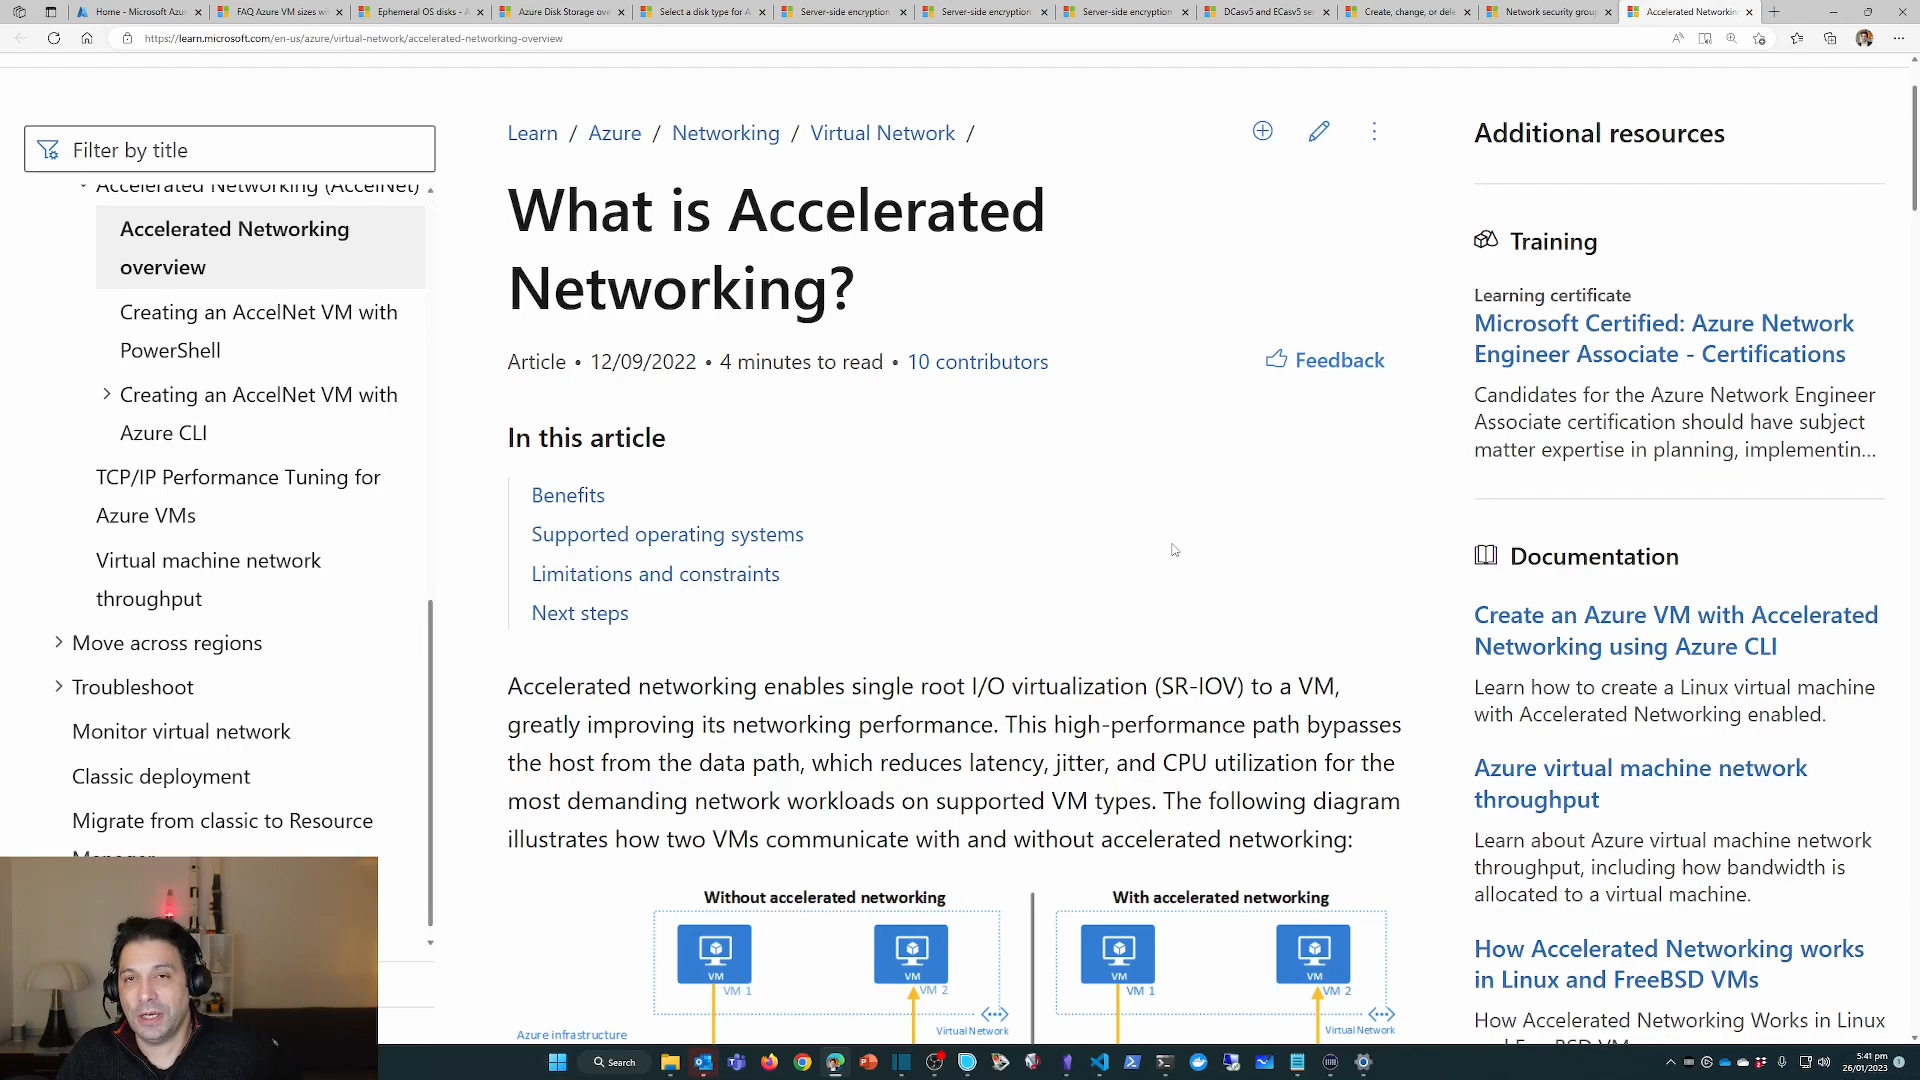 Home - Microsoft Azur
FAQ Azure VM sizes wi
Ephemeral OS disks - A
Azure Disk Storage ove
Select a disk type for A
Server-side encryption
Server-side encryption
Server-side encryption
DCasv5 and ECasv5 ser
Create, change, or dele
Network security group
Accelerated Networkin
https://learn.microsoft.com/en-us/azure/virtual-network/accelerated-networking-overview
Filter by title
Accelerated Networking (AccelNet)
Accelerated Networking
overview
Creating an AccelNet VM with
PowerShell
Creating an AccelNet VM with
Azure CLI
TCP/IP Performance Tuning for
Azure VMs
Virtual machine network
throughput
Move across regions
Troubleshoot
Monitor virtual network
Classic deployment
Migrate from classic to Resource
Manager
Learn / Azure / Networking / Virtual Network /
What is Accelerated
Networking?
Article • 12/09/2022 • 4 minutes to read • 10 contributors
Feedback
In this article
Benefits
Supported operating systems
Limitations and constraints
Next steps
Accelerated networking enables single root I/O virtualization (SR-IOV) to a VM,
greatly improving its networking performance. This high-performance path bypasses
the host from the data path, which reduces latency, jitter, and CPU utilization for the
most demanding network workloads on supported VM types. The following diagram
illustrates how two VMs communicate with and without accelerated networking:
Without accelerated networking
VM
VM 1
VM
VM 2
Virtual Network
Azure infrastructure
With accelerated networking
VM
VM 1
VM
VM 2
Virtual Network
Additional resources
Training
Learning certificate
Microsoft Certified: Azure Network
Engineer Associate - Certifications
Candidates for the Azure Network Engineer
Associate certification should have subject
matter expertise in planning, implementin...
Documentation
Create an Azure VM with Accelerated
Networking using Azure CLI
Learn how to create a Linux virtual machine
with Accelerated Networking enabled.
Azure virtual machine network
throughput
Learn about Azure virtual machine network
throughput, including how bandwidth is
allocated to a virtual machine.
How Accelerated Networking works
in Linux and FreeBSD VMs
How Accelerated Networking Works in Linux
and FreeBSD VMs
Search
5:41 pm
26/01/2023